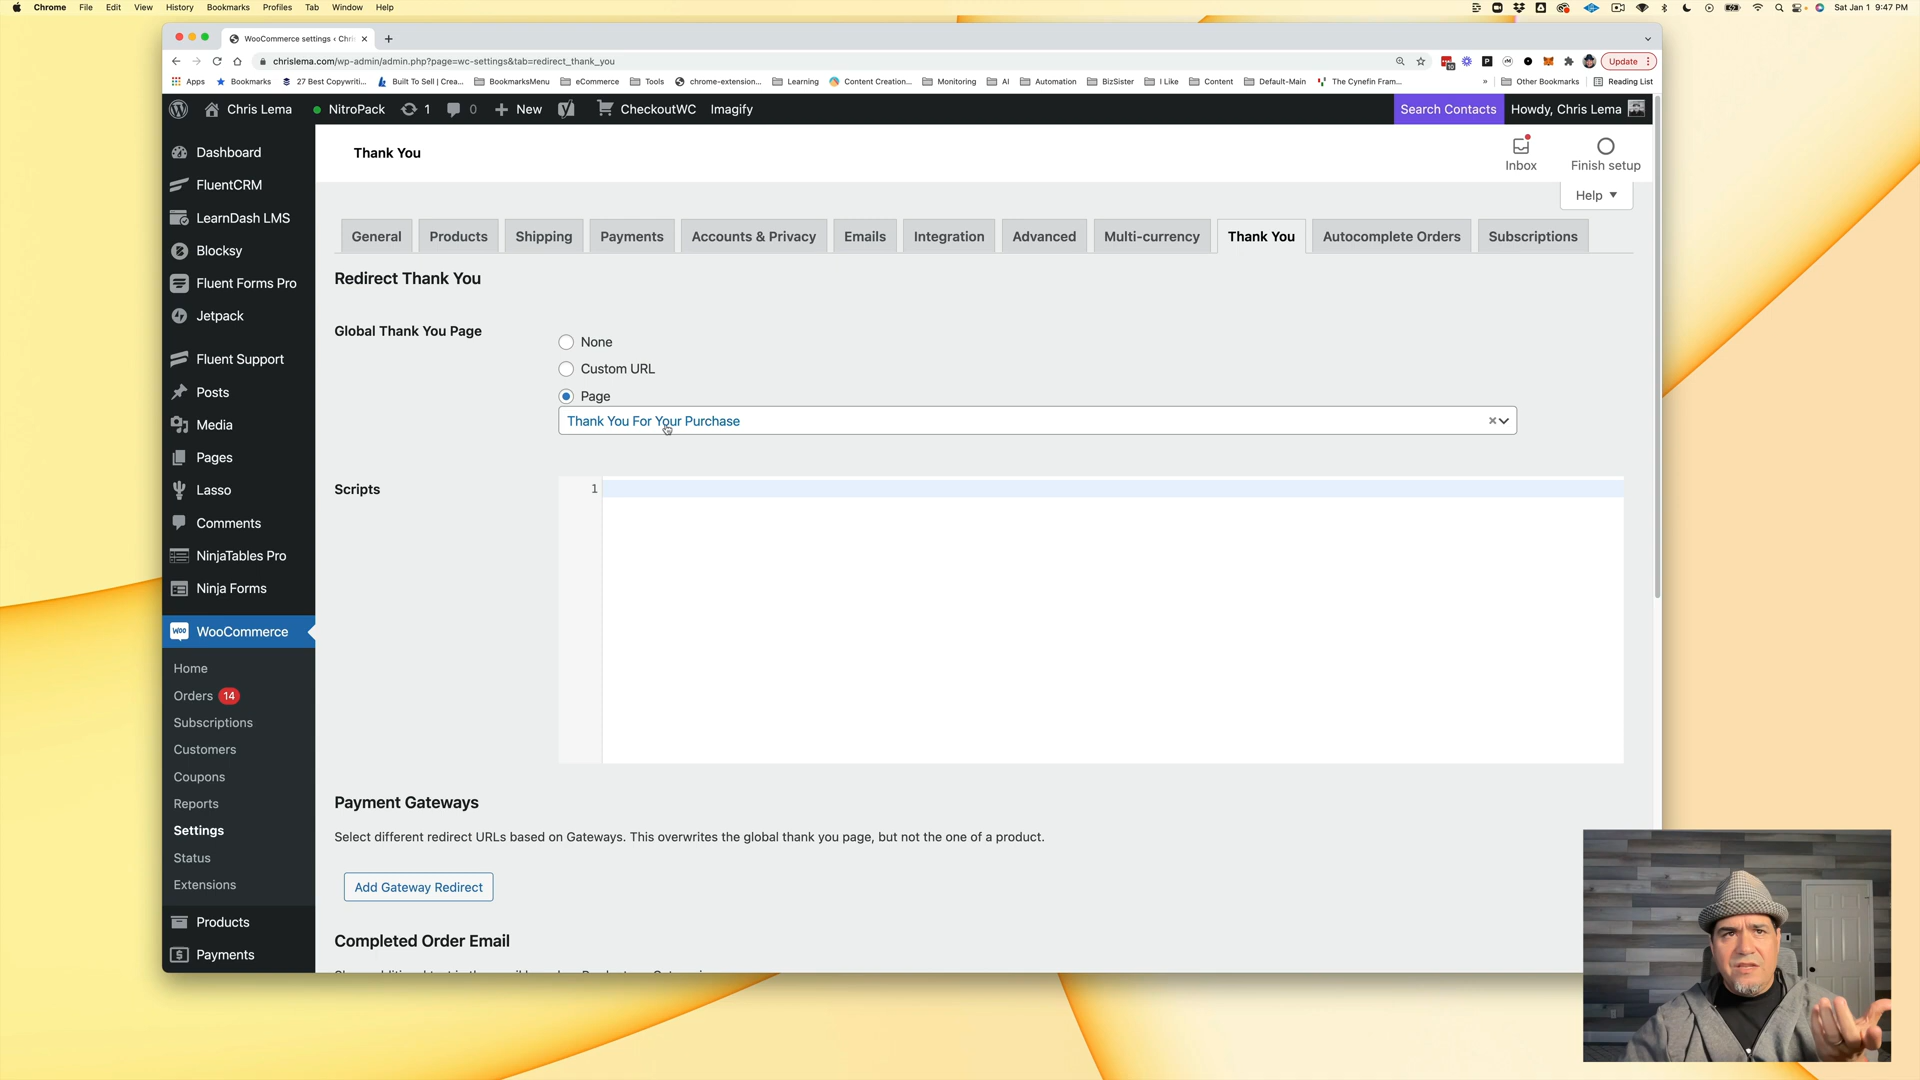 Chrome File Edit View History Bookmarks Profiles Tab Window Help
Sat Jan 1 9:47 PM
WooCommerce settings ‹ Chri
chrislema.com/wp-admin/admin.php?page=wc-settings&tab=redirect_thank_you
Update
Apps Bookmarks 27 Best Copywriti... Built To Sell | Crea... BookmarksMenu eCommerce Tools chrome-extension... Learning Content Creation... Monitoring AI Automation BizSister I Like Content Default-Main The Cynefin Fram... » Other Bookmarks Reading List
Chris Lema NitroPack 1 0 New CheckoutWC Imagify Search Contacts Howdy, Chris Lema
Thank You
Inbox
Finish setup
Help
Dashboard
FluentCRM
LearnDash LMS
Blocksy
Fluent Forms Pro
Jetpack
Fluent Support
Posts
Media
Pages
Lasso
Comments
NinjaTables Pro
Ninja Forms
WooCommerce
Home
Orders 14
Subscriptions
Customers
Coupons
Reports
Settings
Status
Extensions
Products
Payments
General Products Shipping Payments Accounts & Privacy Emails Integration Advanced Multi-currency Thank You Autocomplete Orders Subscriptions
Redirect Thank You
Global Thank You Page
None
Custom URL
Page
Thank You For Your Purchase
Scripts
1
Payment Gateways
Select different redirect URLs based on Gateways. This overwrites the global thank you page, but not the one of a product.
Add Gateway Redirect
Completed Order Email